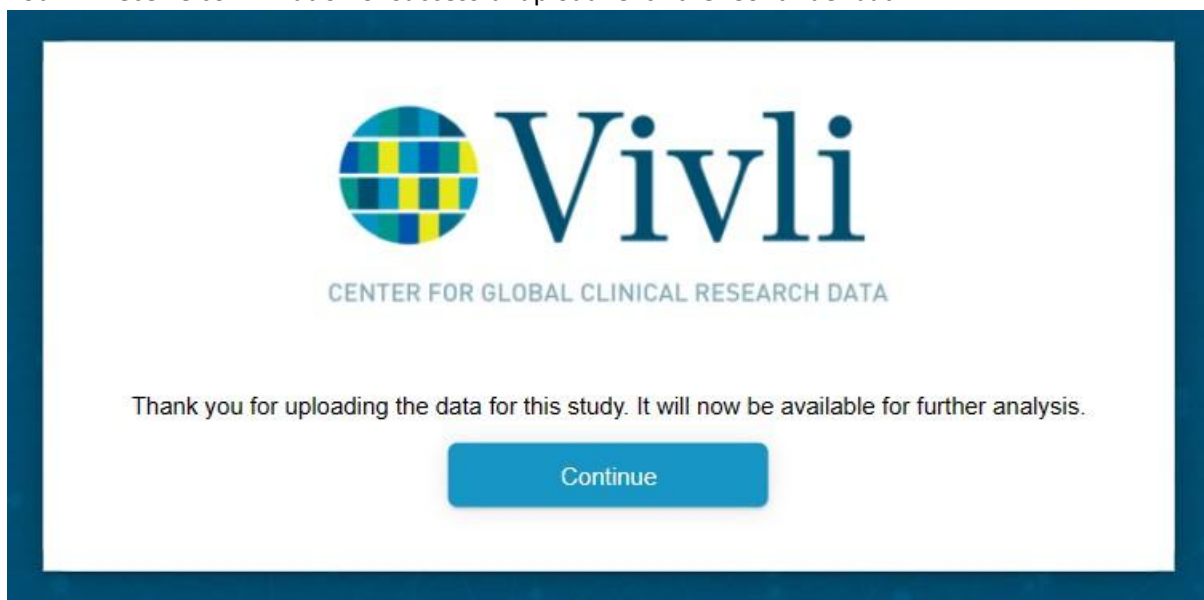 Vivli
CENTER FOR GLOBAL CLINICAL RESEARCH DATA
Thank you for uploading the data for this study. It will now be available for further analysis.
Continue